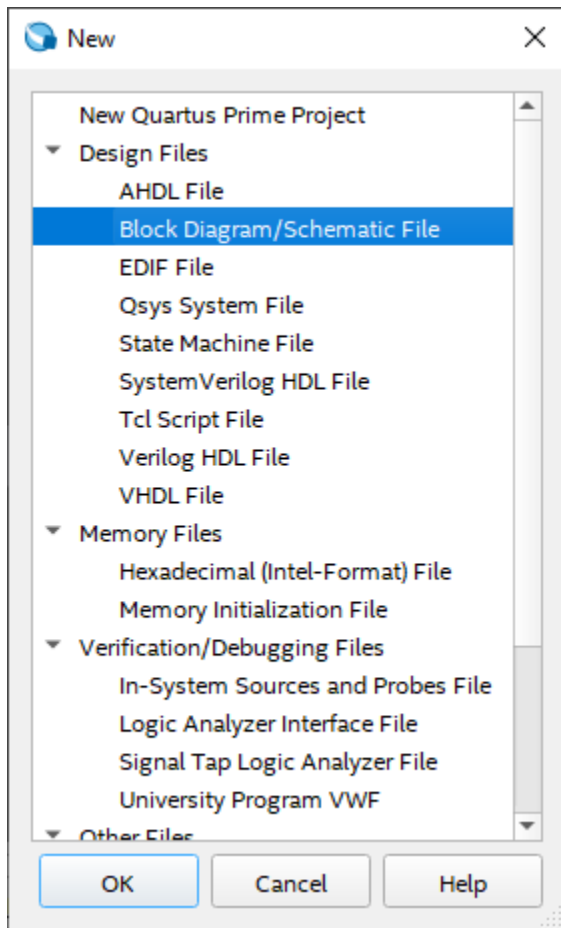 New
New Quartus Prime Project
Design Files
AHDL File
Block Diagram/Schematic File
EDIF File
Qsys System File
State Machine File
SystemVerilog HDL File
Tcl Script File
Verilog HDL File
VHDL File
Memory Files
Hexadecimal (Intel-Format) File
Memory Initialization File
Verification/Debugging Files
In-System Sources and Probes File
Logic Analyzer Interface File
Signal Tap Logic Analyzer File
University Program VWF
Other Files
OK Cancel Help